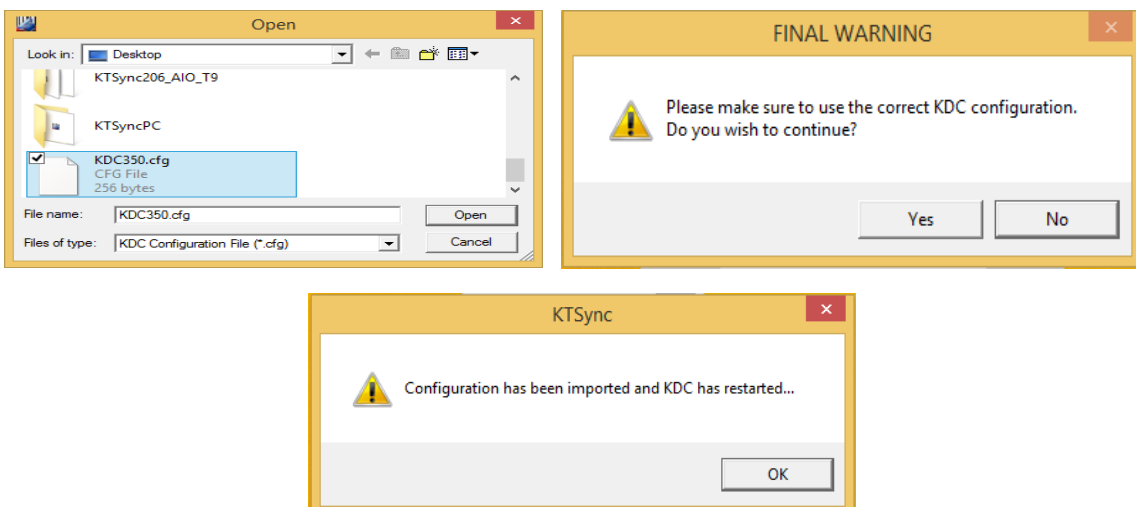 Open
Look in: Desktop
KTSync206_AIO_T9
KTSyncPC
KDC350.cfg
CFG File
256 bytes
File name: KDC350.cfg Open
Files of type: KDC Configuration File (*.cfg) Cancel
FINAL WARNING
Please make sure to use the correct KDC configuration.
Do you wish to continue?
Yes No
KTSync
Configuration has been imported and KDC has restarted...
OK